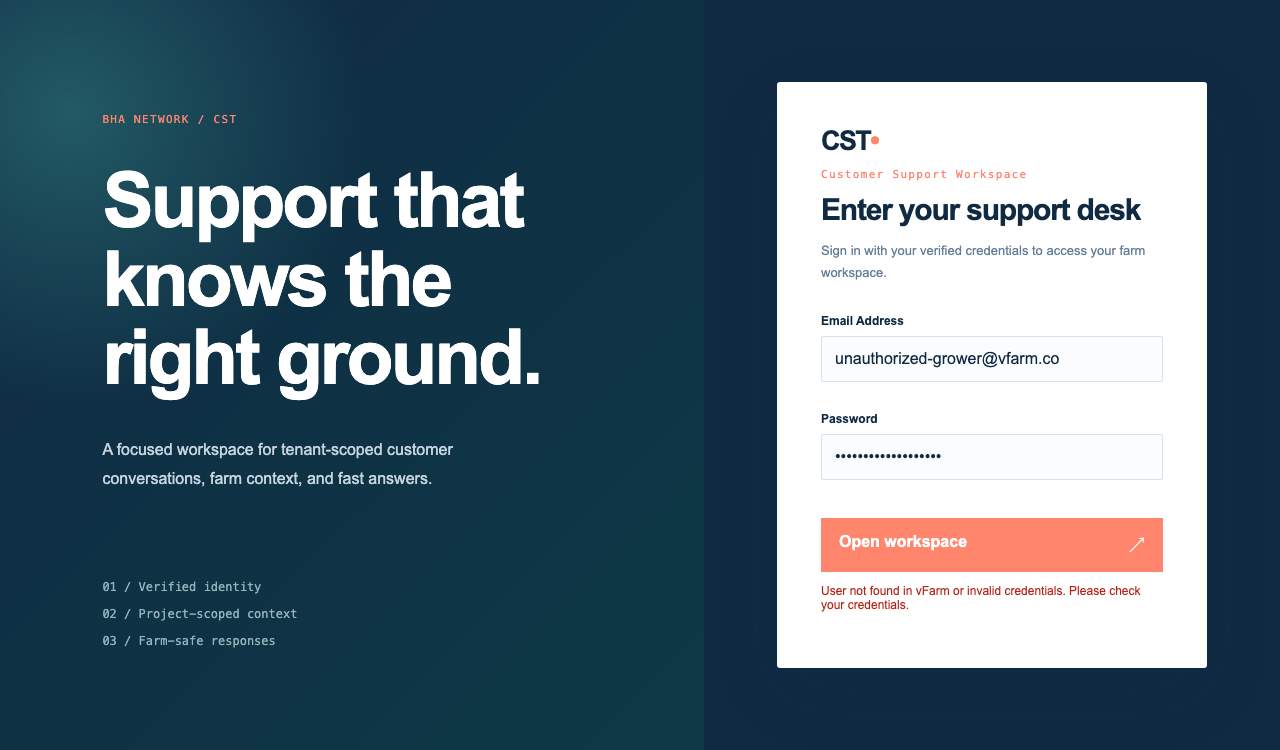 BHA NETWORK / CST
Support that
knows the
right ground.
A focused workspace for tenant-scoped customer
conversations, farm context, and fast answers.
01 / Verified identity
02 / Project-scoped context
03 / Farm-safe responses
CST
Customer Support Workspace
Enter your support desk
Sign in with your verified credentials to access your farm
workspace.
Email Address
unauthorized-grower@vfarm.co
Password
•••••••••••••••••••
Open workspace ↗
User not found in vFarm or invalid credentials. Please check
your credentials.